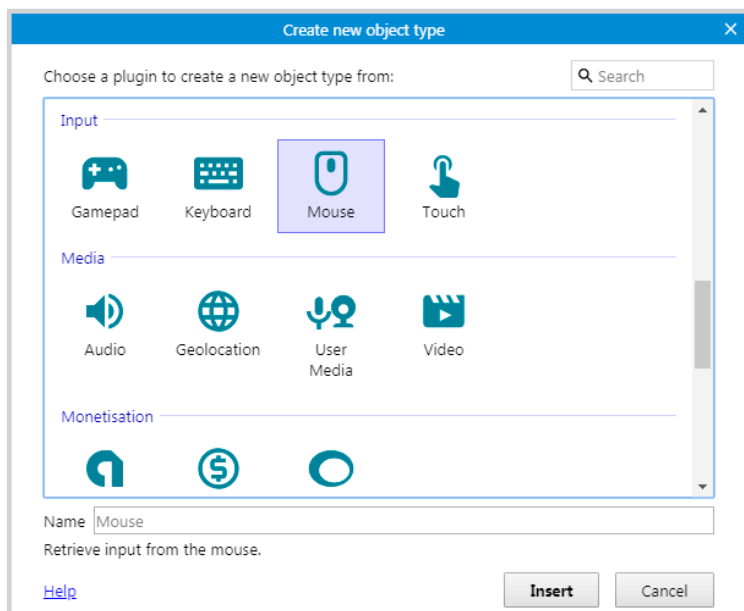 Create new object type
Choose a plugin to create a new object type from:
Search
Input
Gamepad
Keyboard
Mouse
Touch
Media
Audio
Geolocation
User
Media
Video
Monetisation
Name Mouse
Retrieve input from the mouse.
Help
Insert
Cancel